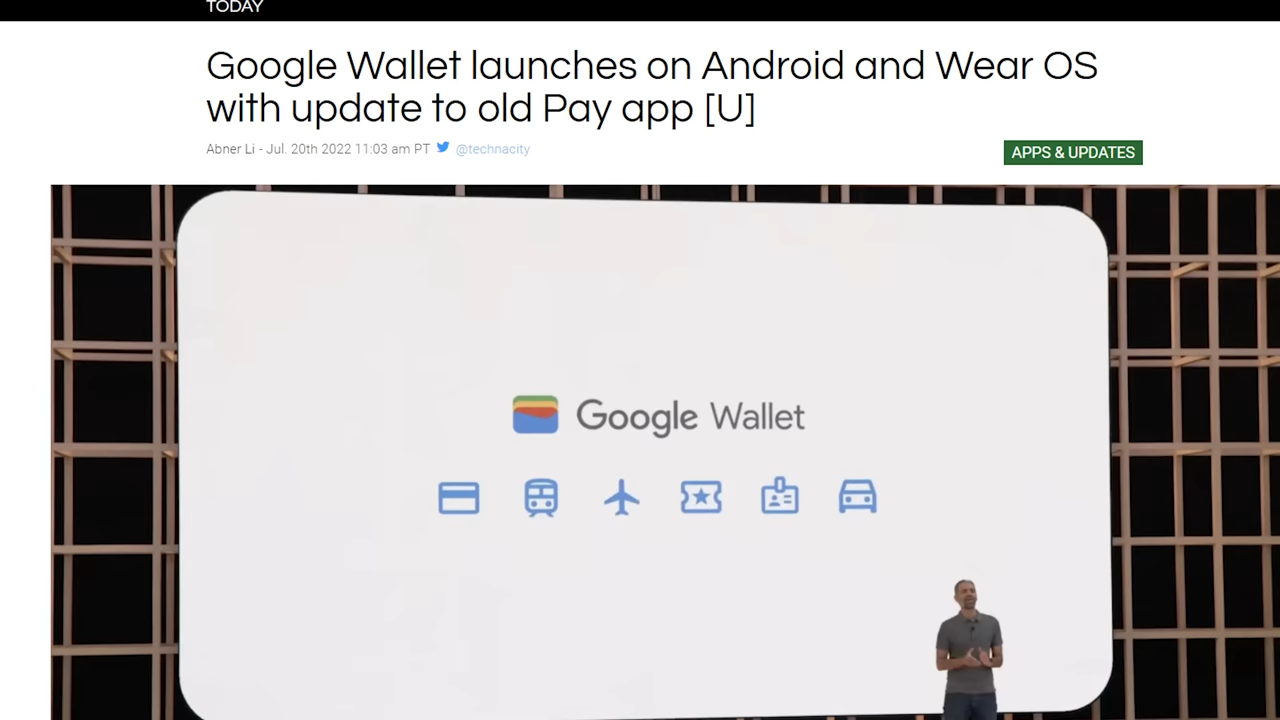 TODAY
Google Wallet launches on Android and Wear OS
with update to old Pay app [U]
Abner Li - Jul. 20th 2022 11:03 am PT @technacity
APPS & UPDATES
Google Wallet